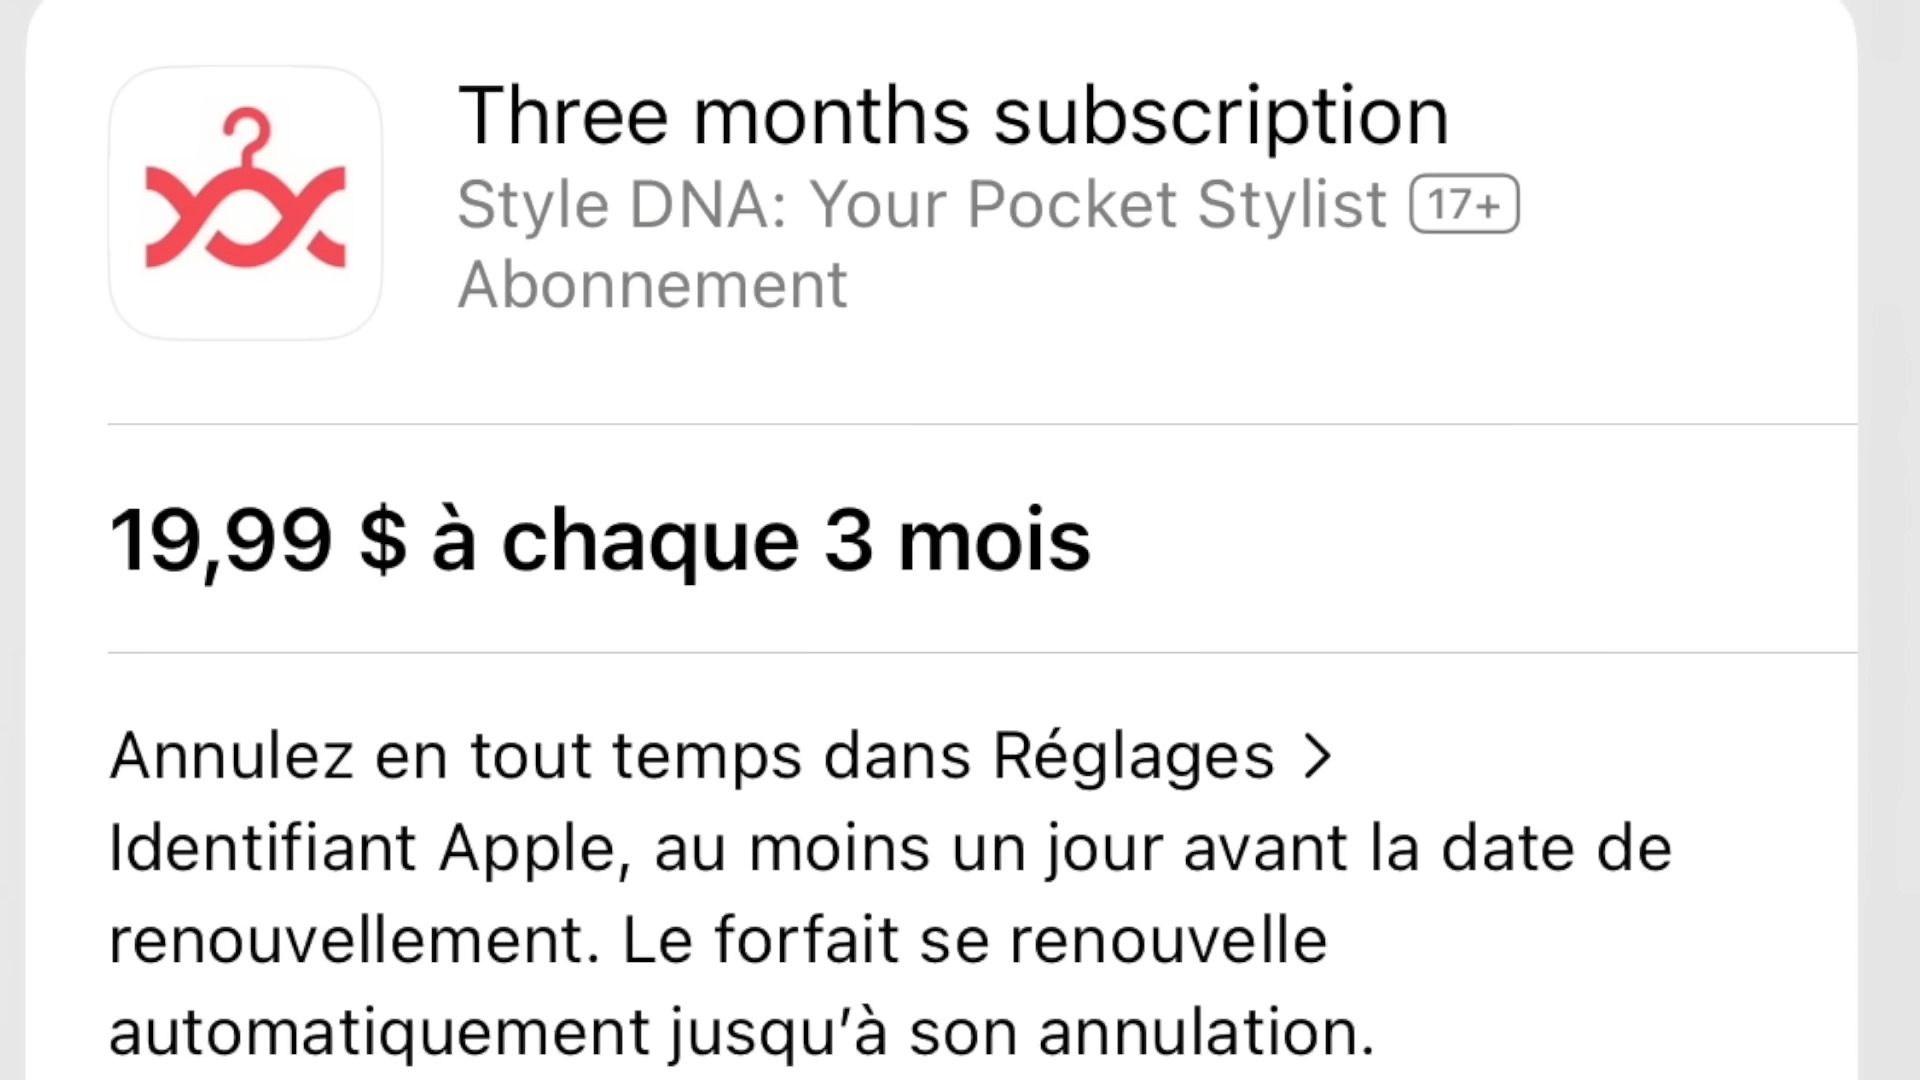 Three months subscription
Style DNA: Your Pocket Stylist 17+
Abonnement
19,99 $ à chaque 3 mois
Annulez en tout temps dans Réglages >
Identifiant Apple, au moins un jour avant la date de
renouvellement. Le forfait se renouvelle
automatiquement jusqu’à son annulation.